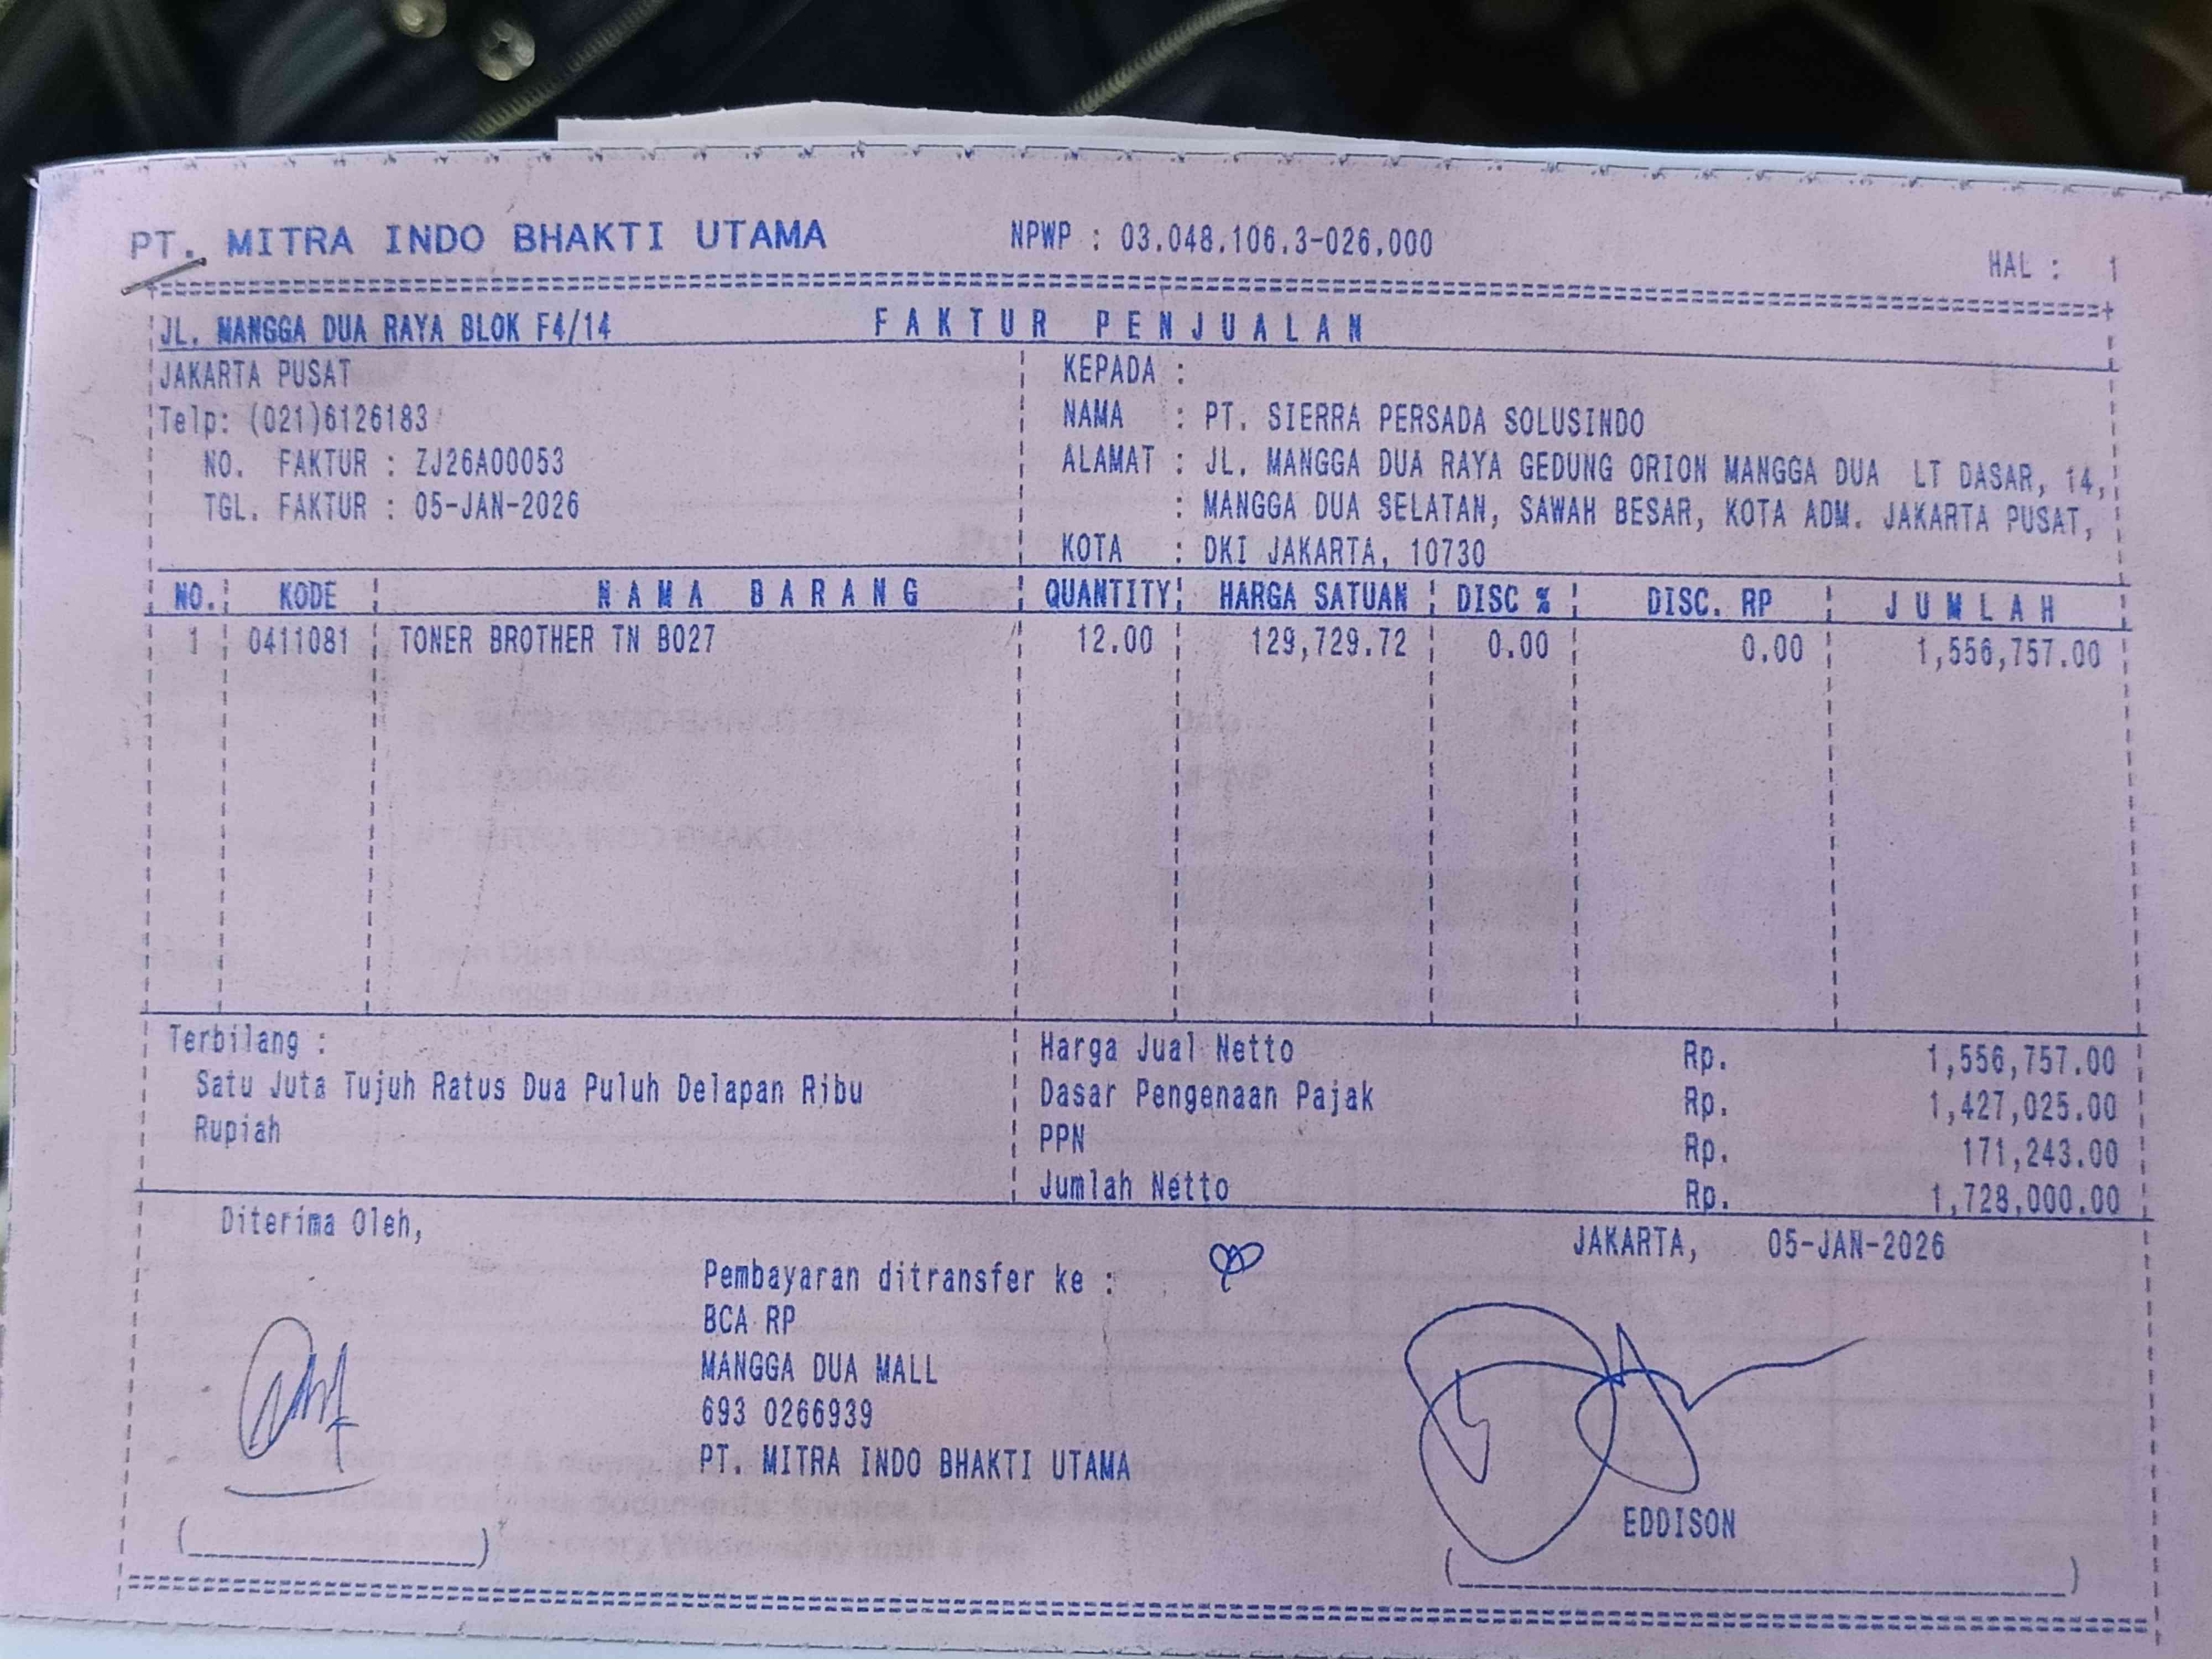 PT. MITRA INDO BHAKTI UTAMA NPWP : 03.048.106.3-026.000
HAL : 1
JL. MANGGA DUA RAYA BLOK F4/14 FAKTUR PENJUALAN
JAKARTA PUSAT KEPADA :
Telp: (021)6126183 NAMA : PT. SIERRA PERSADA SOLUSINDO
NO. FAKTUR : ZJ26A00053 ALAMAT : JL. MANGGA DUA RAYA GEDUNG ORION MANGGA DUA LT DASAR, 14,
TGL. FAKTUR : 05-JAN-2026 : MANGGA DUA SELATAN, SAWAH BESAR, KOTA ADM. JAKARTA PUSAT,
KOTA : DKI JAKARTA, 10730
NO. KODE NAMA BARANG QUANTITY HARGA SATUAN DISC % DISC. RP JUMLAH
1 0411081 TONER BROTHER TN B027 12.00 129,729.72 0.00 0.00 1,556,757.00
Terbilang : Harga Jual Netto Rp. 1,556,757.00
Satu Juta Tujuh Ratus Dua Puluh Delapan Ribu Dasar Pengenaan Pajak Rp. 1,427,025.00
Rupiah PPN Rp. 171,243.00
Jumlah Netto Rp. 1,728,000.00
Diterima Oleh, JAKARTA, 05-JAN-2026
Pembayaran ditransfer ke :
BCA RP
MANGGA DUA MALL
693 0266939
PT. MITRA INDO BHAKTI UTAMA
EDDISON